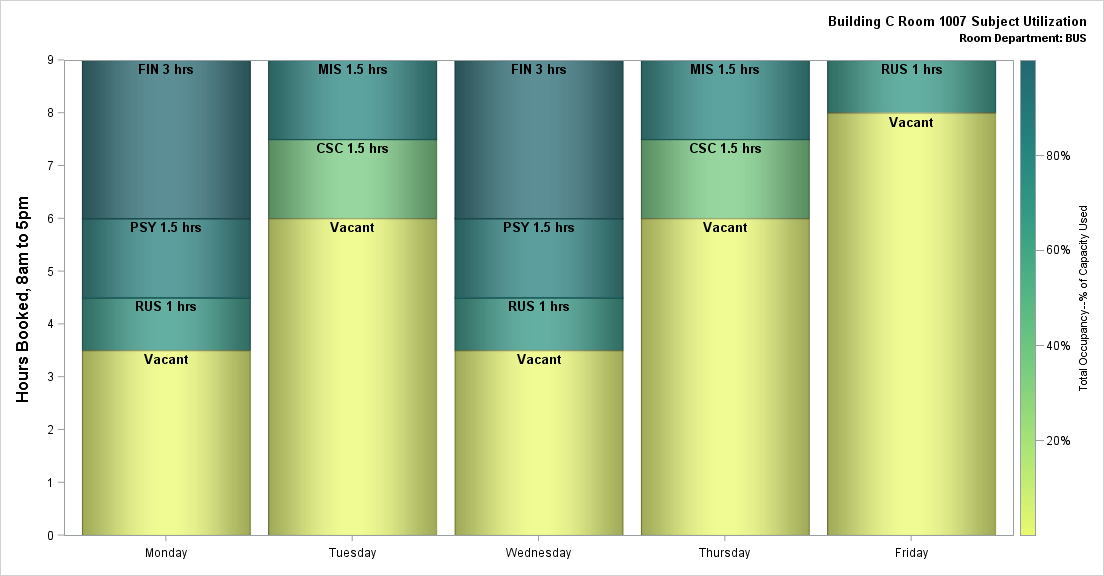 Building C Room 1007 Subject Utilization
Room Department: BUS
Hours Booked, 8am to 5pm
9
8
7
6
5
4
3
2
1
0
FIN 3 hrs
PSY 1.5 hrs
RUS 1 hrs
Vacant
MIS 1.5 hrs
CSC 1.5 hrs
Vacant
FIN 3 hrs
PSY 1.5 hrs
RUS 1 hrs
Vacant
MIS 1.5 hrs
CSC 1.5 hrs
Vacant
RUS 1 hrs
Vacant
Monday
Tuesday
Wednesday
Thursday
Friday
80%
60%
40%
20%
Total Occupancy--% of Capacity Used